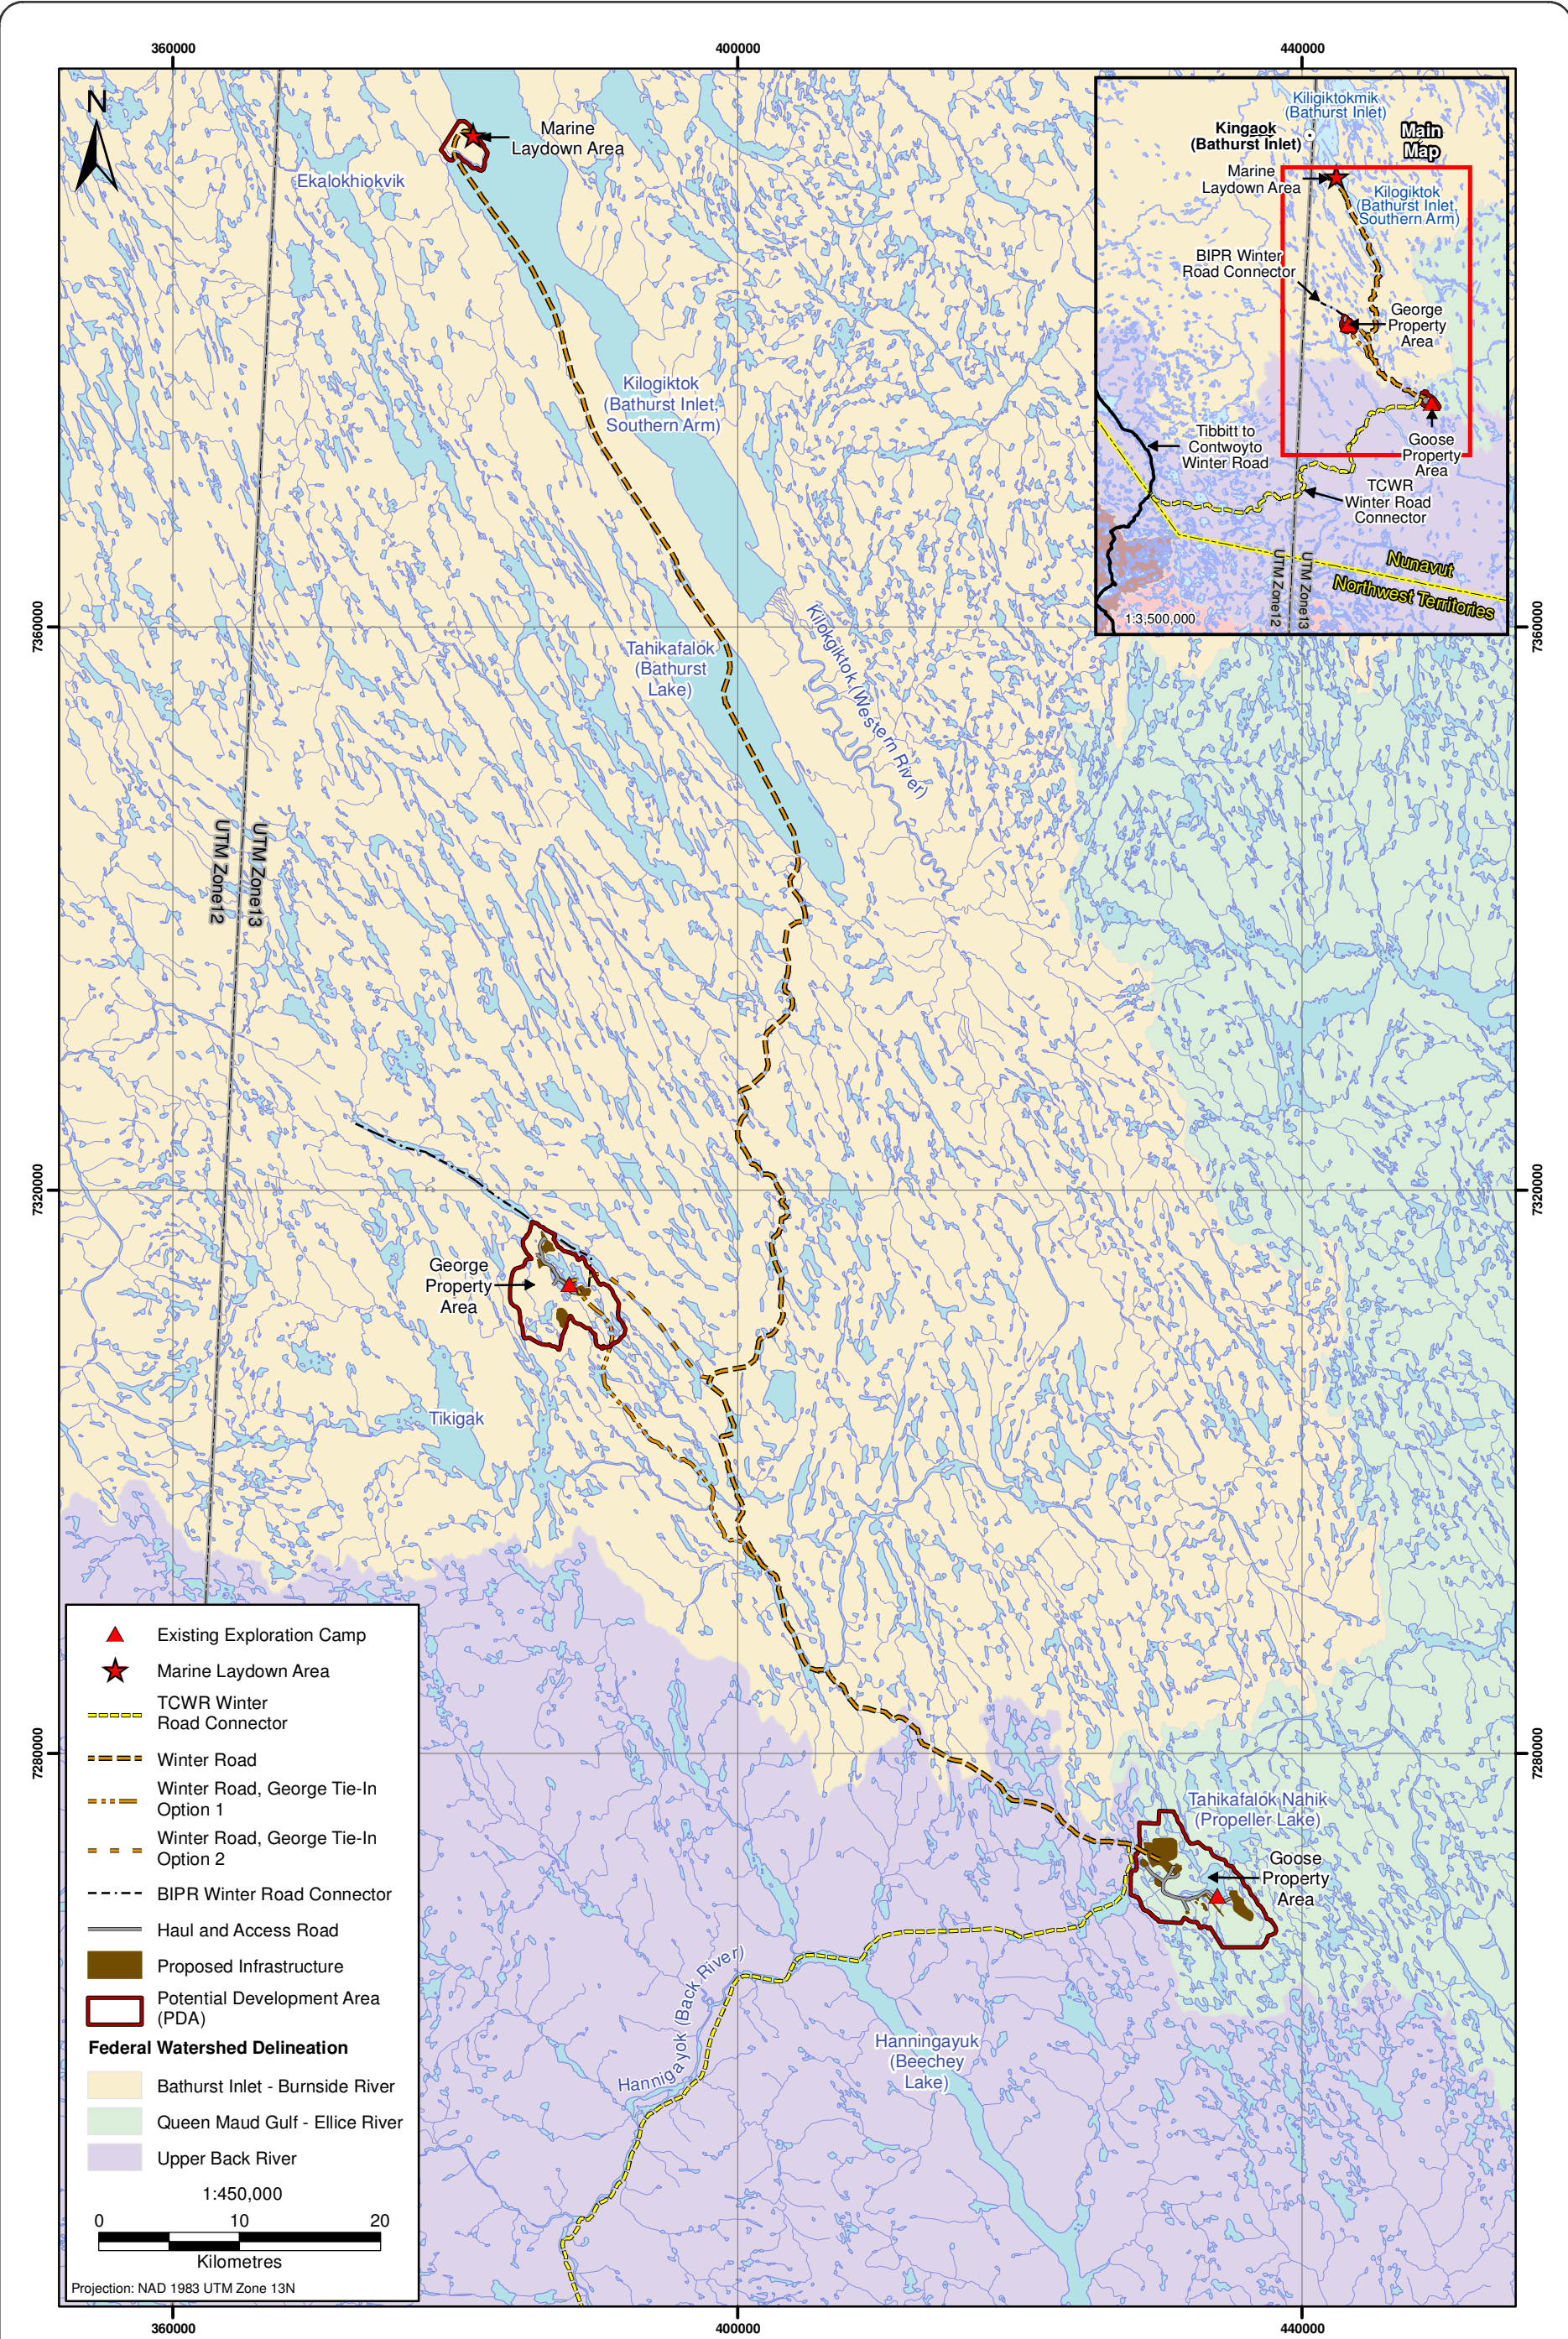 360000
400000
440000
N
Marine
Laydown Area
Ekalokhiokvik
Kilogiktok
(Bathurst Inlet,
Southern Arm)
7360000
7360000
Kilokgiktok (Western River)
Tahikafalok
(Bathurst
Lake)
UTM Zone12
UTM Zone13
7320000
7320000
George
Property
Area
Tikigak
7280000
7280000
Tahikafalok Nahik
(Propeller Lake)
Goose
Property
Area
Hannigayok (Back River)
Hanningayuk
(Beechey
Lake)
Kiligiktokmik
(Bathurst Inlet)
Kingaok
(Bathurst Inlet)
Main
Map
Marine
Laydown Area
Kilogiktok
(Bathurst Inlet,
Southern Arm)
BIPR Winter
Road Connector
George
Property
Area
Tibbitt to
Contwoyto
Winter Road
Goose
Property
Area
TCWR
Winter Road
Connector
UTM Zone12
UTM Zone13
Nunavut
Northwest Territories
1:3,500,000
Existing Exploration Camp
Marine Laydown Area
TCWR Winter
Road Connector
Winter Road
Winter Road, George Tie-In
Option 1
Winter Road, George Tie-In
Option 2
BIPR Winter Road Connector
Haul and Access Road
Proposed Infrastructure
Potential Development Area
(PDA)
Federal Watershed Delineation
Bathurst Inlet - Burnside River
Queen Maud Gulf - Ellice River
Upper Back River
1:450,000
0 10 20
Kilometres
Projection: NAD 1983 UTM Zone 13N
360000
400000
440000